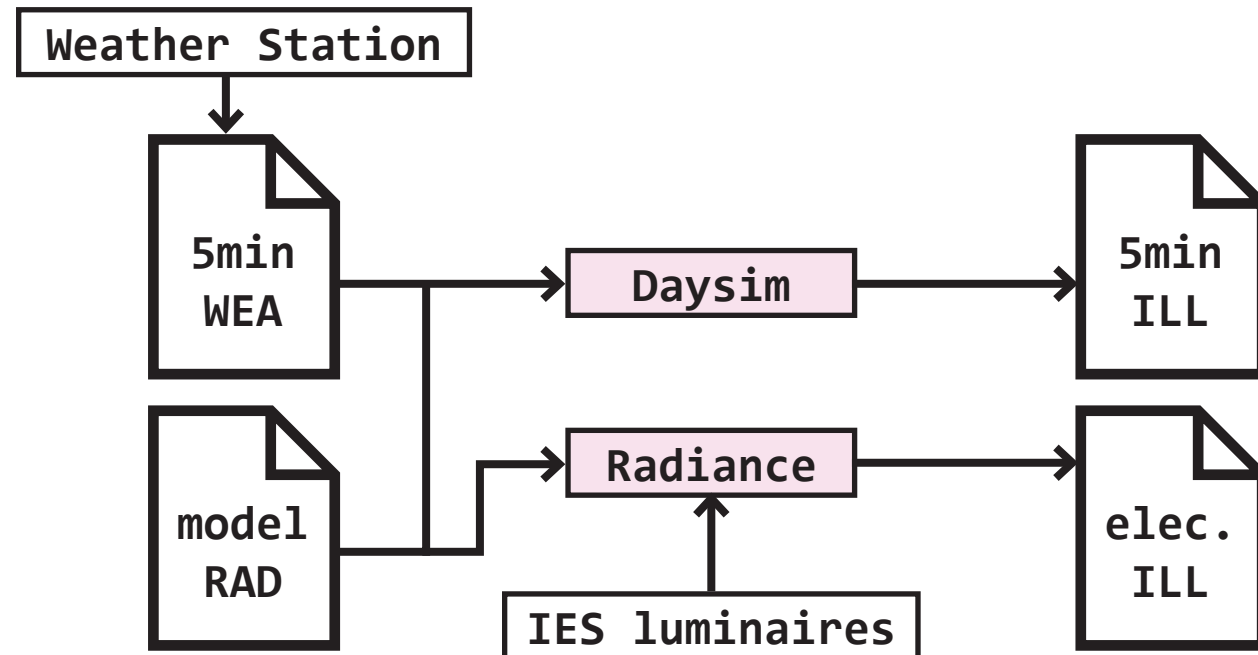 Weather Station
5min
WEA
Daysim
5min
ILL
model
RAD
Radiance
elec.
ILL
IES luminaires